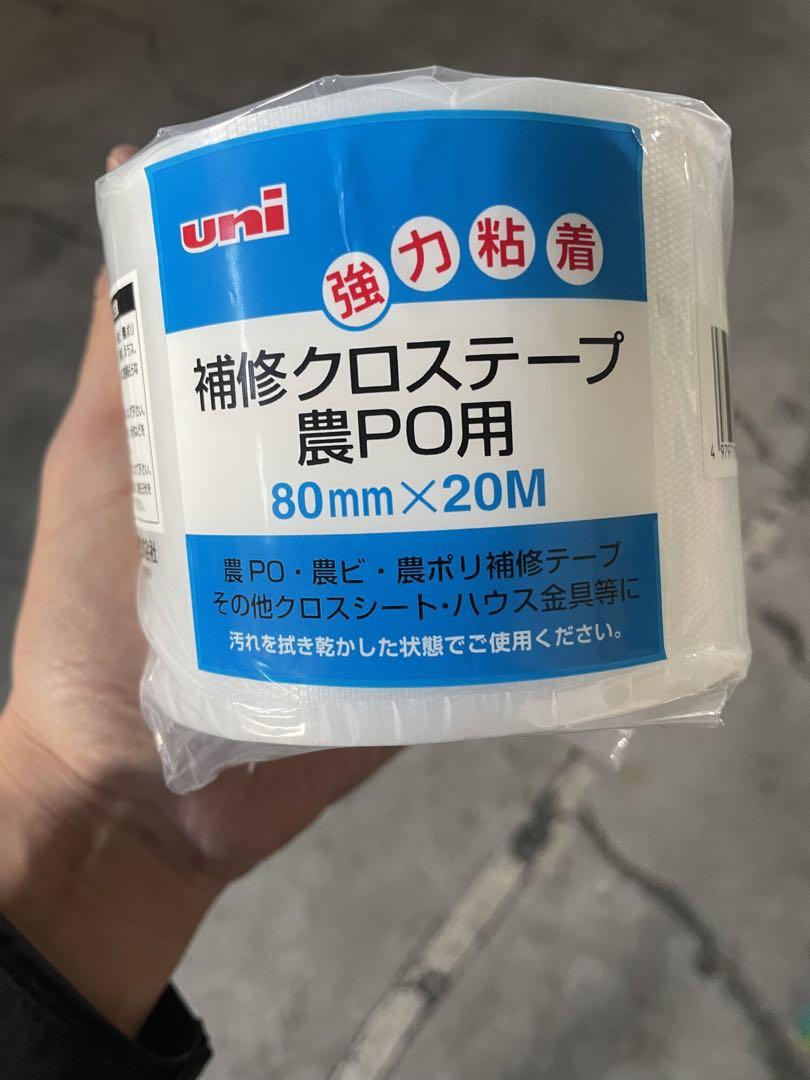 uni
強力粘着
補修クロステープ
農PO用
80mm×20M
農PO・農ビ・農ポリ補修テープ
その他クロスシート・ハウス金具等に
汚れを拭き乾かした状態でご使用ください。